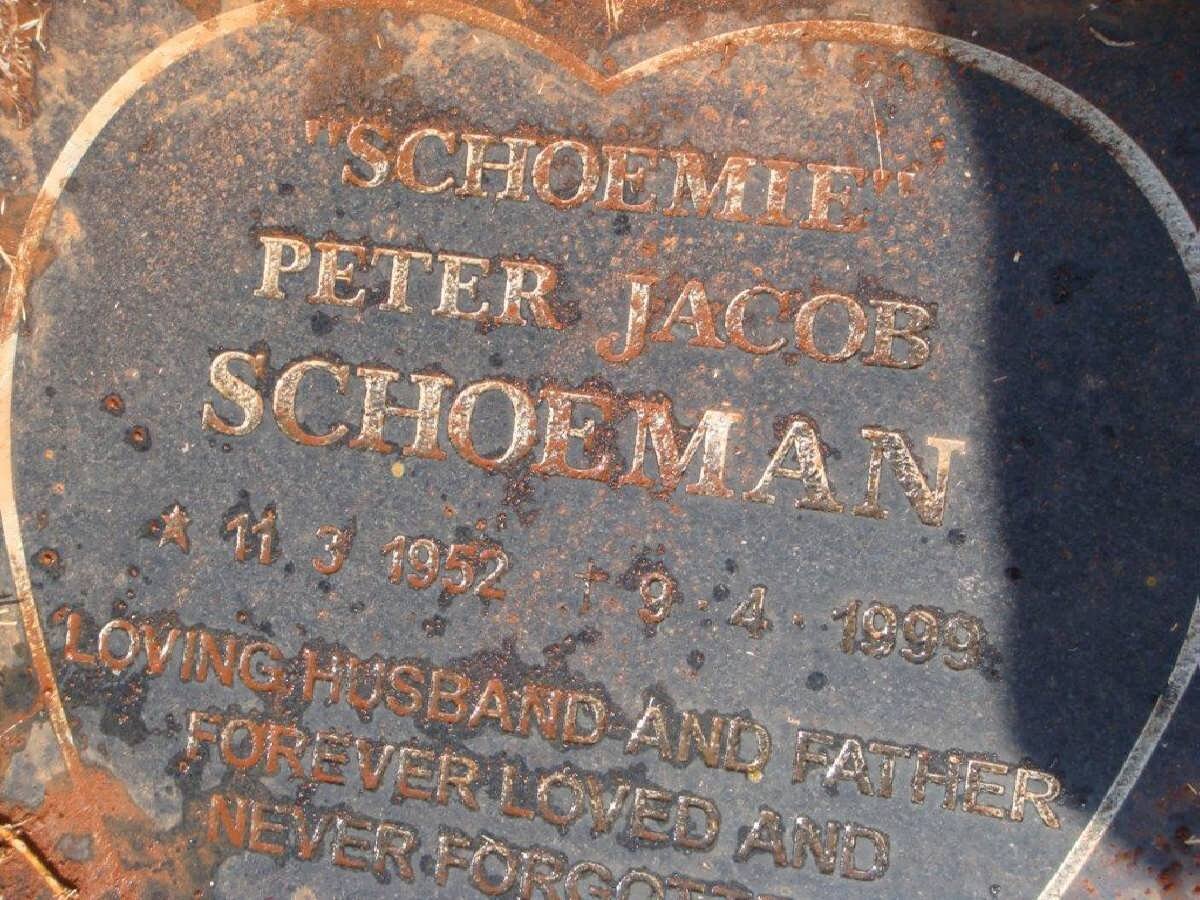 "SCHOEMIE"
PETER JACOB
SCHOEMAN
* 11 3 1952 † 9 . 4 . 1999
LOVING HUSBAND AND FATHER
FOREVER LOVED AND
NEVER